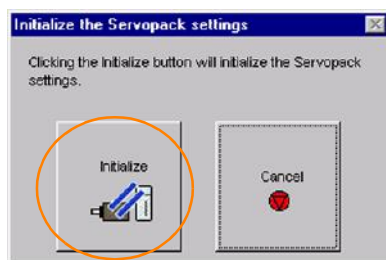 Initialize the Servopack settings
Clicking the Initialize button will initialize the Servopack
settings.
Initialize
Cancel